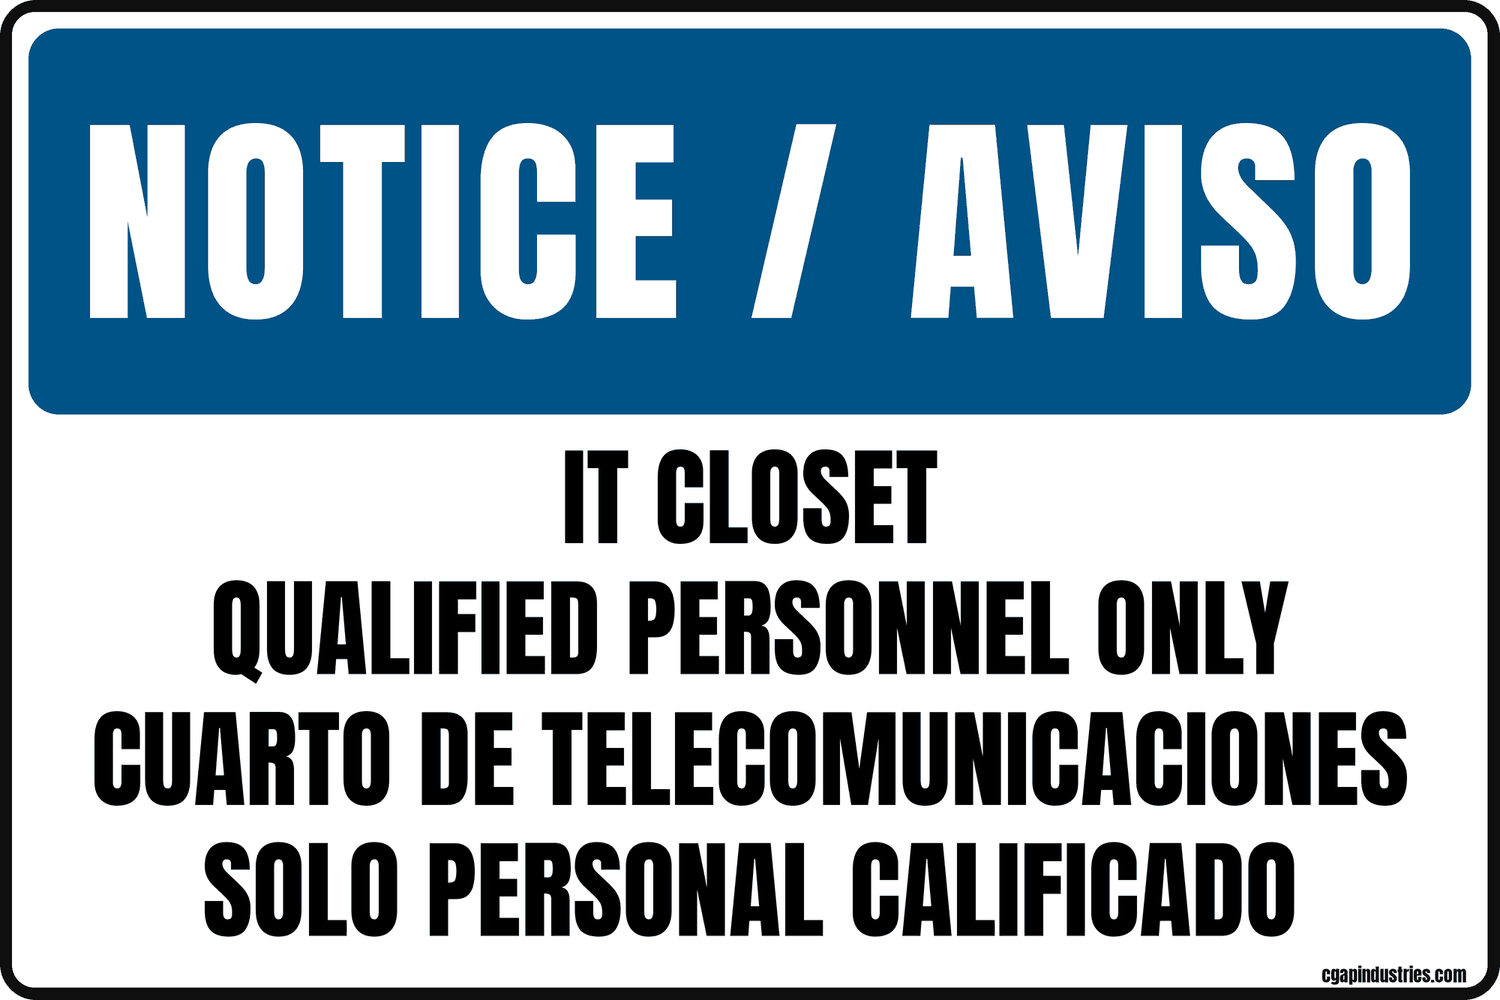 NOTICE / AVISO
IT CLOSET
QUALIFIED PERSONNEL ONLY
CUARTO DE TELECOMUNICACIONES
SOLO PERSONAL CALIFICADO
cgapindustries.com